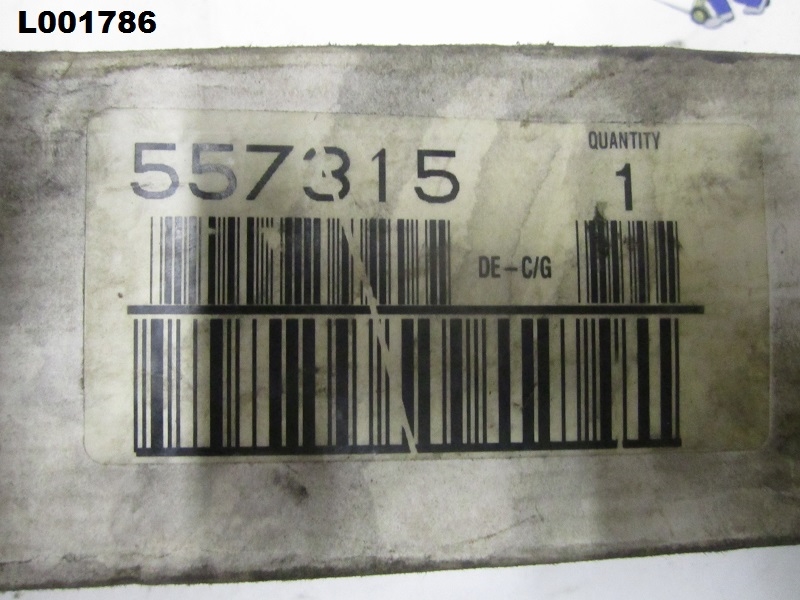 L001786
557315
QUANTITY
1
DE-C/G